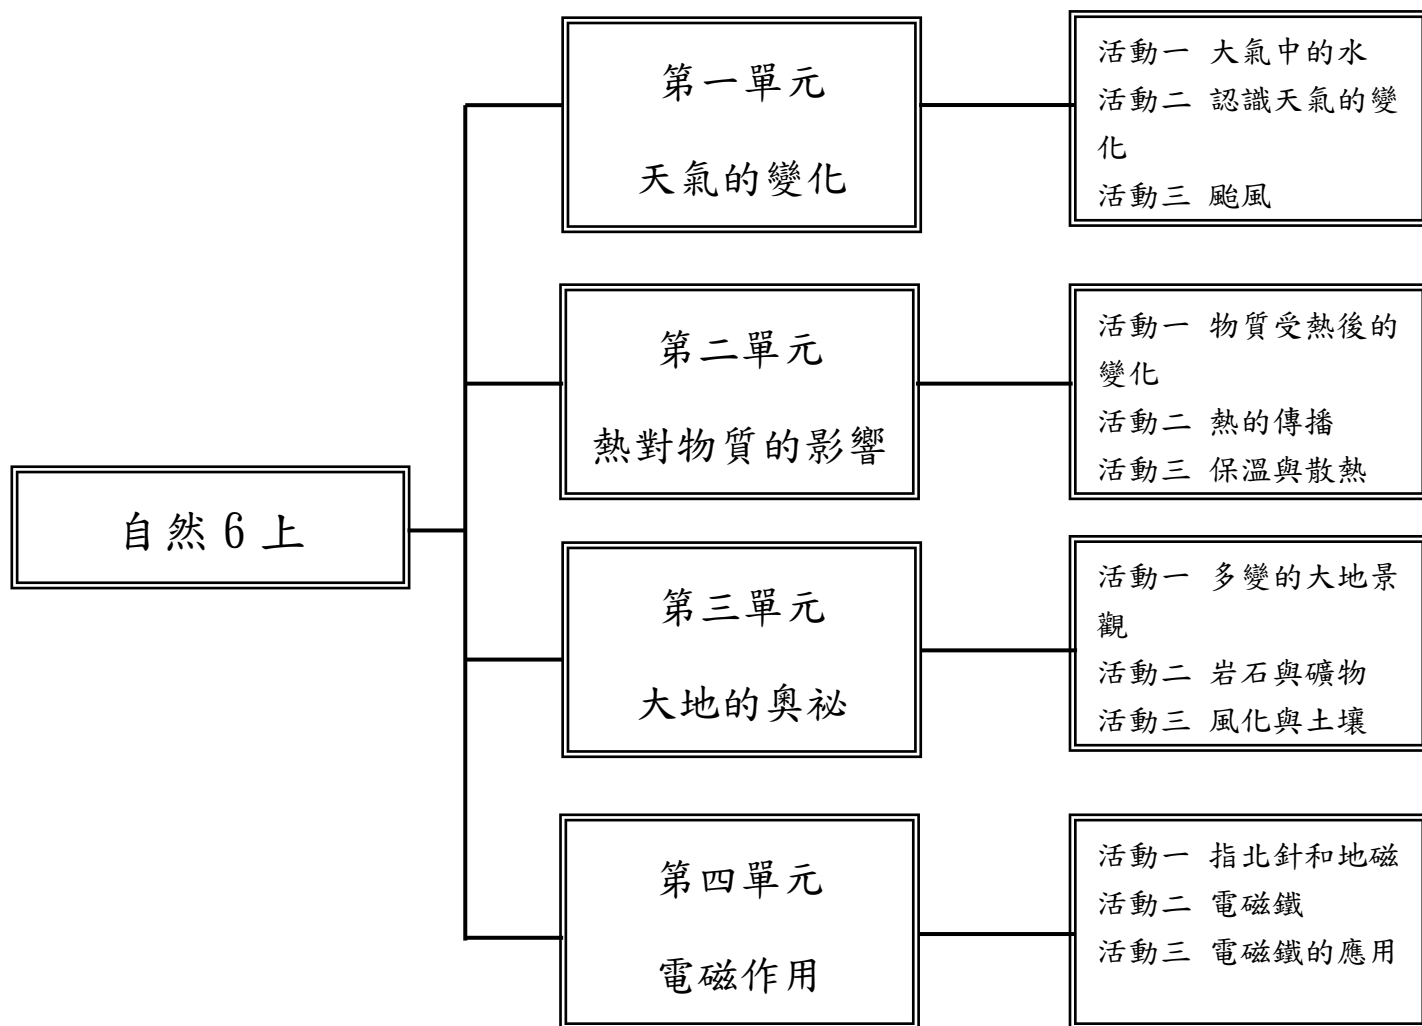 自然6上
第一單元
天氣的變化
活動一 大氣中的水
活動二 認識天氣的變
化
活動三 颱風
第二單元
熱對物質的影響
活動一 物質受熱後的
變化
活動二 熱的傳播
活動三 保溫與散熱
第三單元
大地的奧祕
活動一 多變的大地景
觀
活動二 岩石與礦物
活動三 風化與土壤
第四單元
電磁作用
活動一 指北針和地磁
活動二 電磁鐵
活動三 電磁鐵的應用